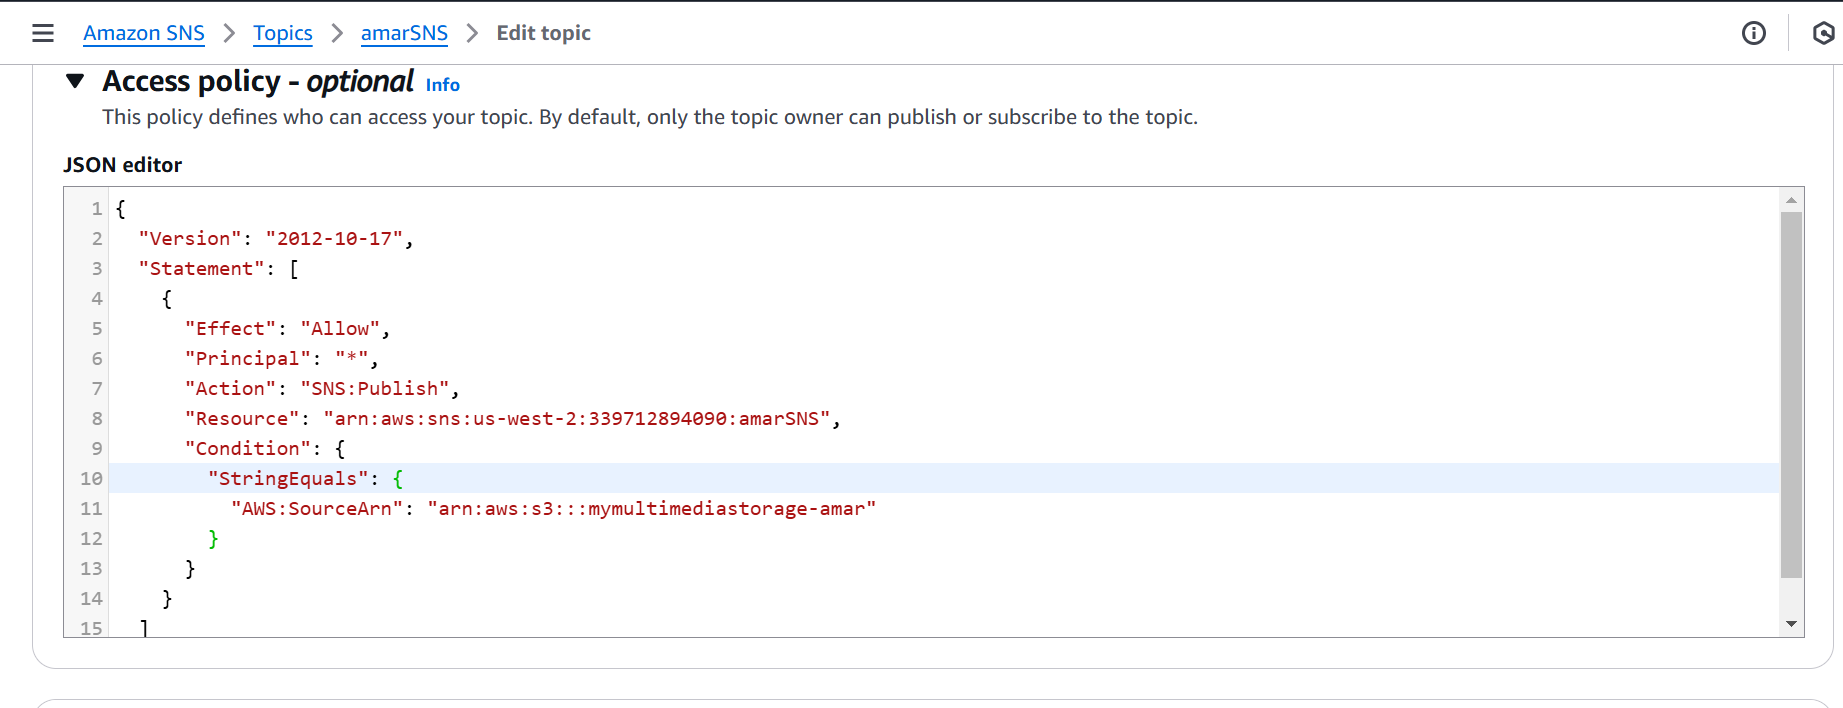 Amazon SNS > Topics > amarSNS > Edit topic
Access policy - optional Info
This policy defines who can access your topic. By default, only the topic owner can publish or subscribe to the topic.
JSON editor
1 {
2 "Version": "2012-10-17",
3 "Statement": [
4 {
5 "Effect": "Allow",
6 "Principal": "*",
7 "Action": "SNS:Publish",
8 "Resource": "arn:aws:sns:us-west-2:339712894090:amarSNS",
9 "Condition": {
10 "StringEquals": {
11 "AWS:SourceArn": "arn:aws:s3:::mymultimediastorage-amar"
12 }
13 }
14 }
15 ]